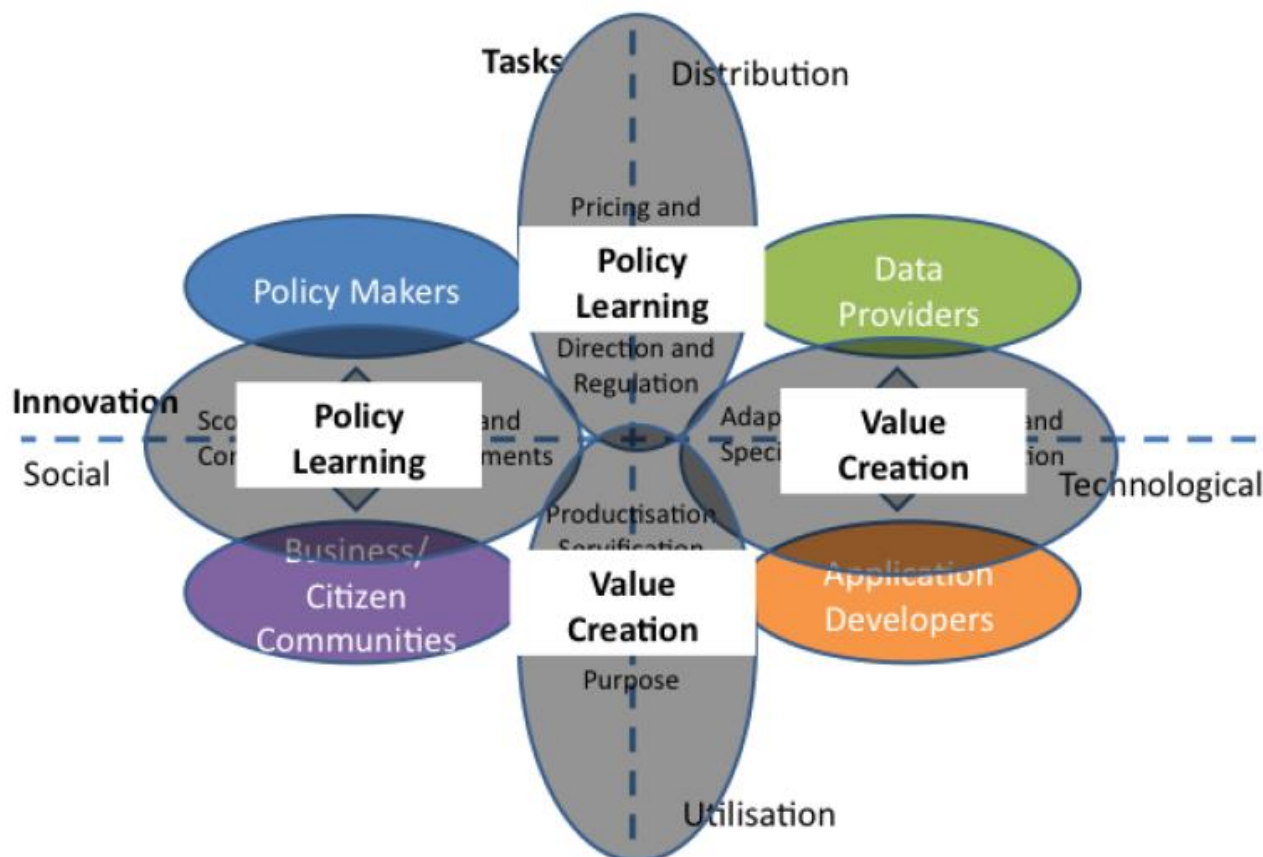 Tasks
Distribution
Pricing and
Policy
Learning
Policy Makers
Data
Providers
Direction and
Regulation
Innovation
Social
and
Policy
Learning
and
Value
Creation
Technological
Productisation
Servification
Business/
Citizen
Communities
Value
Creation
Application
Developers
Purpose
Utilisation